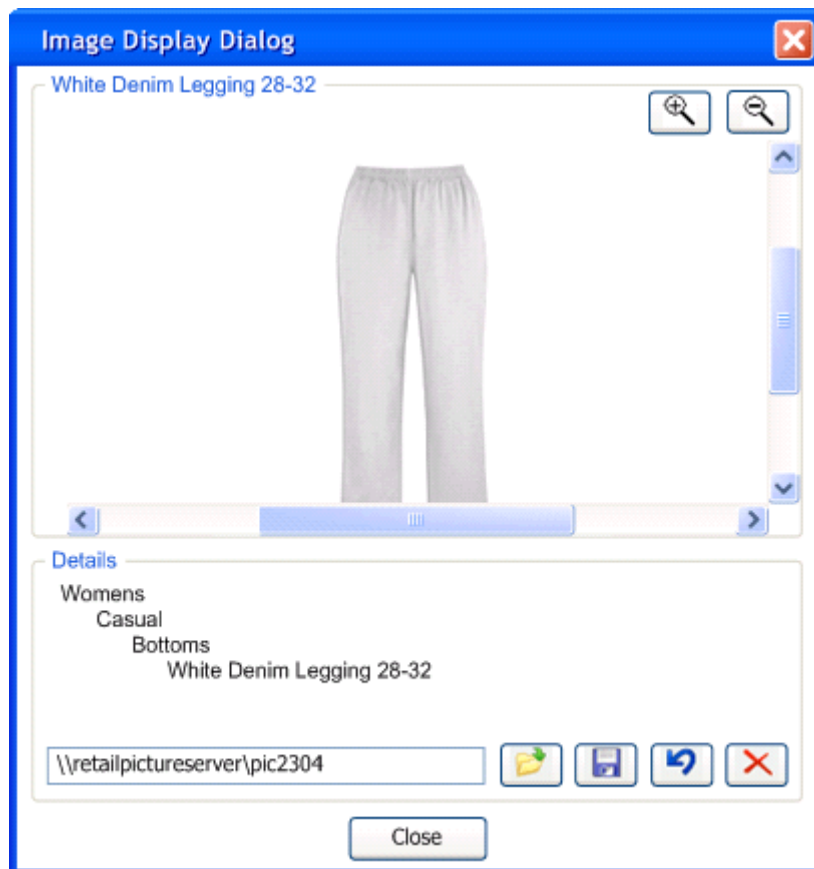 Image Display Dialog
White Denim Legging 28-32
Details
Womens
Casual
Bottoms
White Denim Legging 28-32
\\retailpictureserver\pic2304
Close